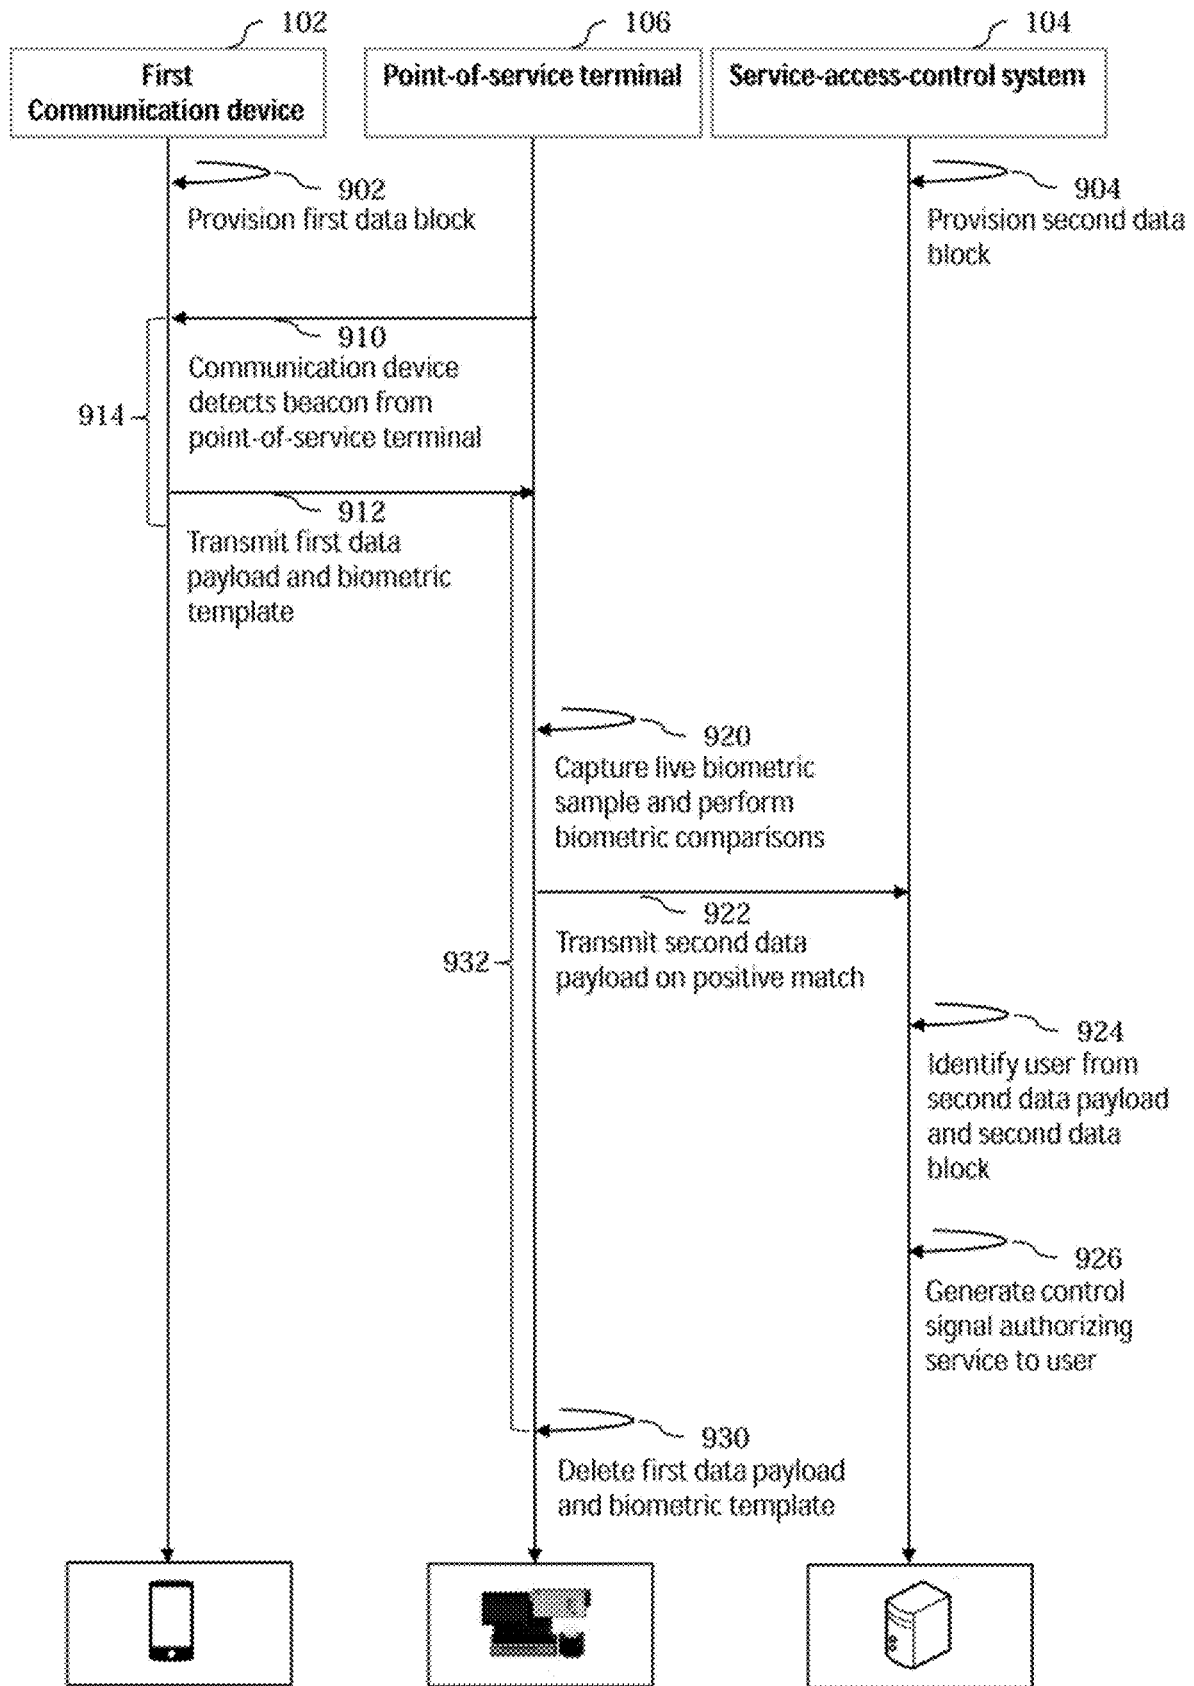 102
106
104
First
Communication device
Point-of-service terminal
Service-access-control system
902
Provision first data block
904
Provision second data
block
910
Communication device
detects beacon from
point-of-service terminal
914
912
Transmit first data
payload and biometric
template
920
Capture live biometric
sample and perform
biometric comparisons
922
Transmit second data
payload on positive match
932
924
Identify user from
second data payload
and second data
block
926
Generate control
signal authorizing
service to user
930
Delete first data payload
and biometric template